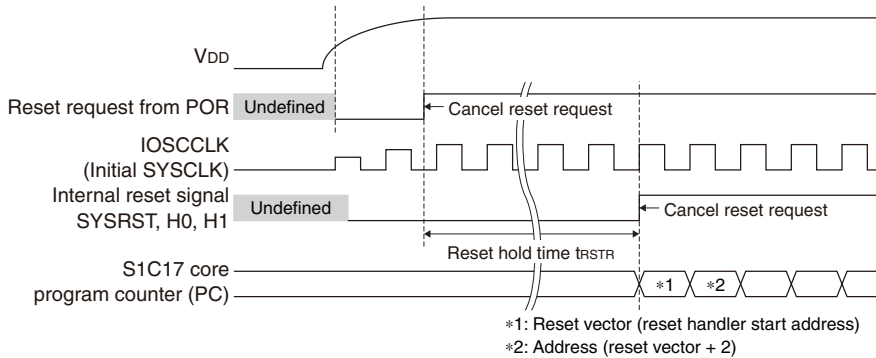 VDD
Reset request from POR
Undefined
Cancel reset request
IOSCCLK
(Initial SYSCLK)
Internal reset signal
SYSRST, H0, H1
Undefined
Cancel reset request
Reset hold time tRSTR
S1C17 core
program counter (PC)
*1
*2
*1: Reset vector (reset handler start address)
*2: Address (reset vector + 2)